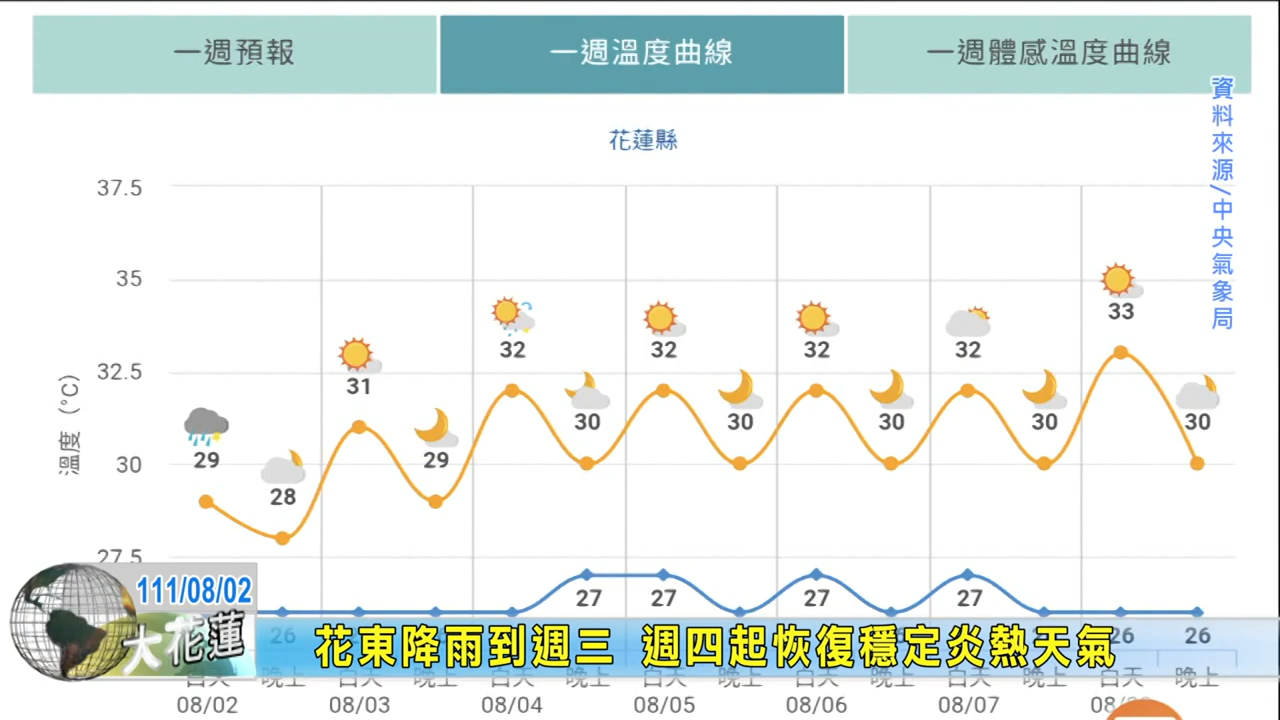 一週預報
一週溫度曲線
一週體感溫度曲線
資料來源/中央氣象局
花蓮縣
37.5
35
32.5
30
27.5
溫度 (°C)
29
28
31
29
32
30
32
30
32
30
32
30
33
30
27
27
27
27
26
26
26
白天 晚上 白天 晚上 白天 晚上 白天 晚上 白天 晚上 白天 晚上 白天 晚上
08/02 08/03 08/04 08/05 08/06 08/07
111/08/02
大花蓮
花東降雨到週三 週四起恢復穩定炎熱天氣